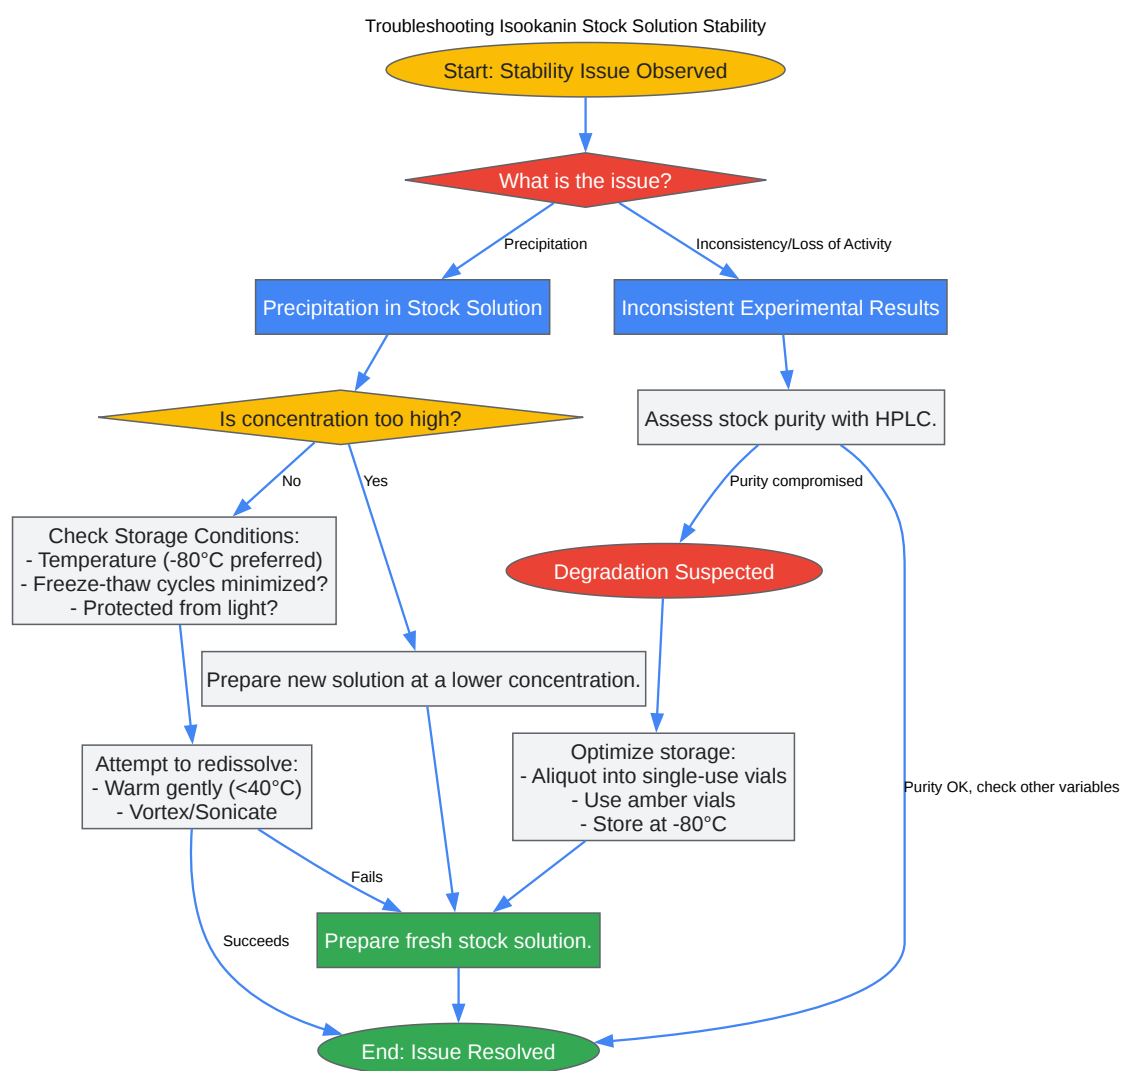 Troubleshooting Isookanin Stock Solution Stability
Start: Stability Issue Observed
What is the issue?
Precipitation
Inconsistency/Loss of Activity
Precipitation in Stock Solution
Inconsistent Experimental Results
Is concentration too high?
Assess stock purity with HPLC.
No
Yes
Purity compromised
Check Storage Conditions:
- Temperature (-80°C preferred)
- Freeze-thaw cycles minimized?
- Protected from light?
Degradation Suspected
Prepare new solution at a lower concentration.
Attempt to redissolve:
- Warm gently (<40°C)
- Vortex/Sonicate
Optimize storage:
- Aliquot into single-use vials
- Use amber vials
- Store at -80°C
Purity OK, check other variables
Fails
Succeeds
Prepare fresh stock solution.
End: Issue Resolved